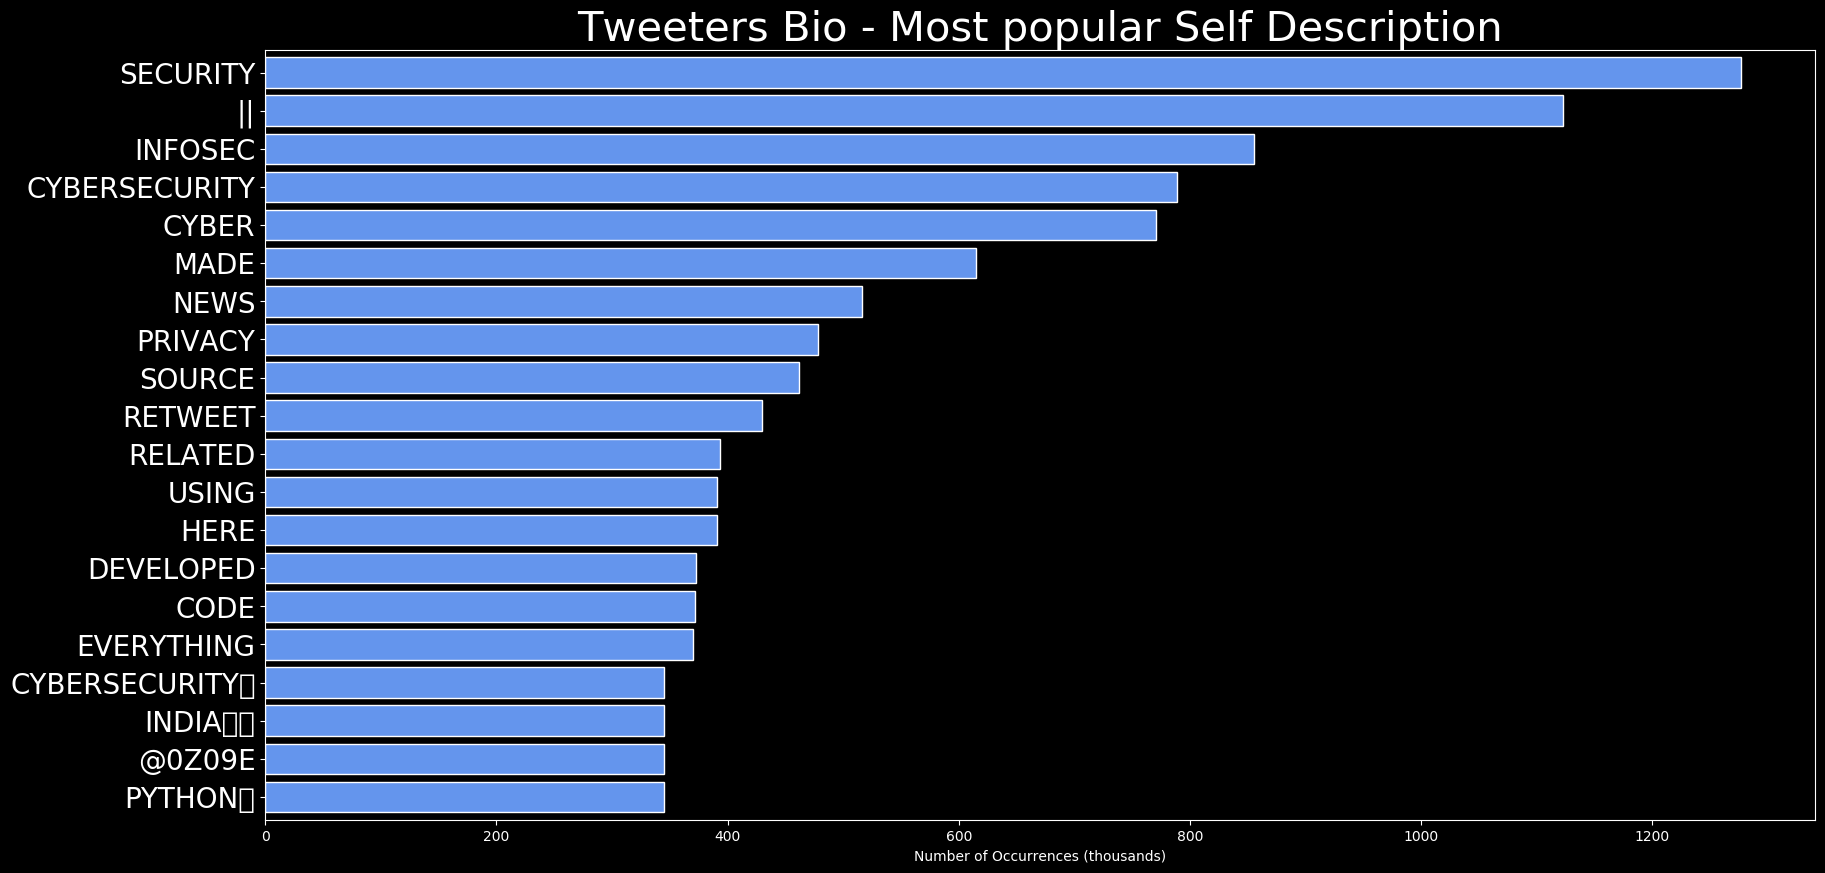 Tweeters Bio - Most popular Self Description
SECURITY
||
INFOSEC
CYBERSECURITY
CYBER
MADE
NEWS
PRIVACY
SOURCE
RETWEET
RELATED
USING
HERE
DEVELOPED
CODE
EVERYTHING
CYBERSECURITY▯
INDIA▯▯
@0Z09E
PYTHON▯
0 200 400 600 800 1000 1200
Number of Occurrences (thousands)